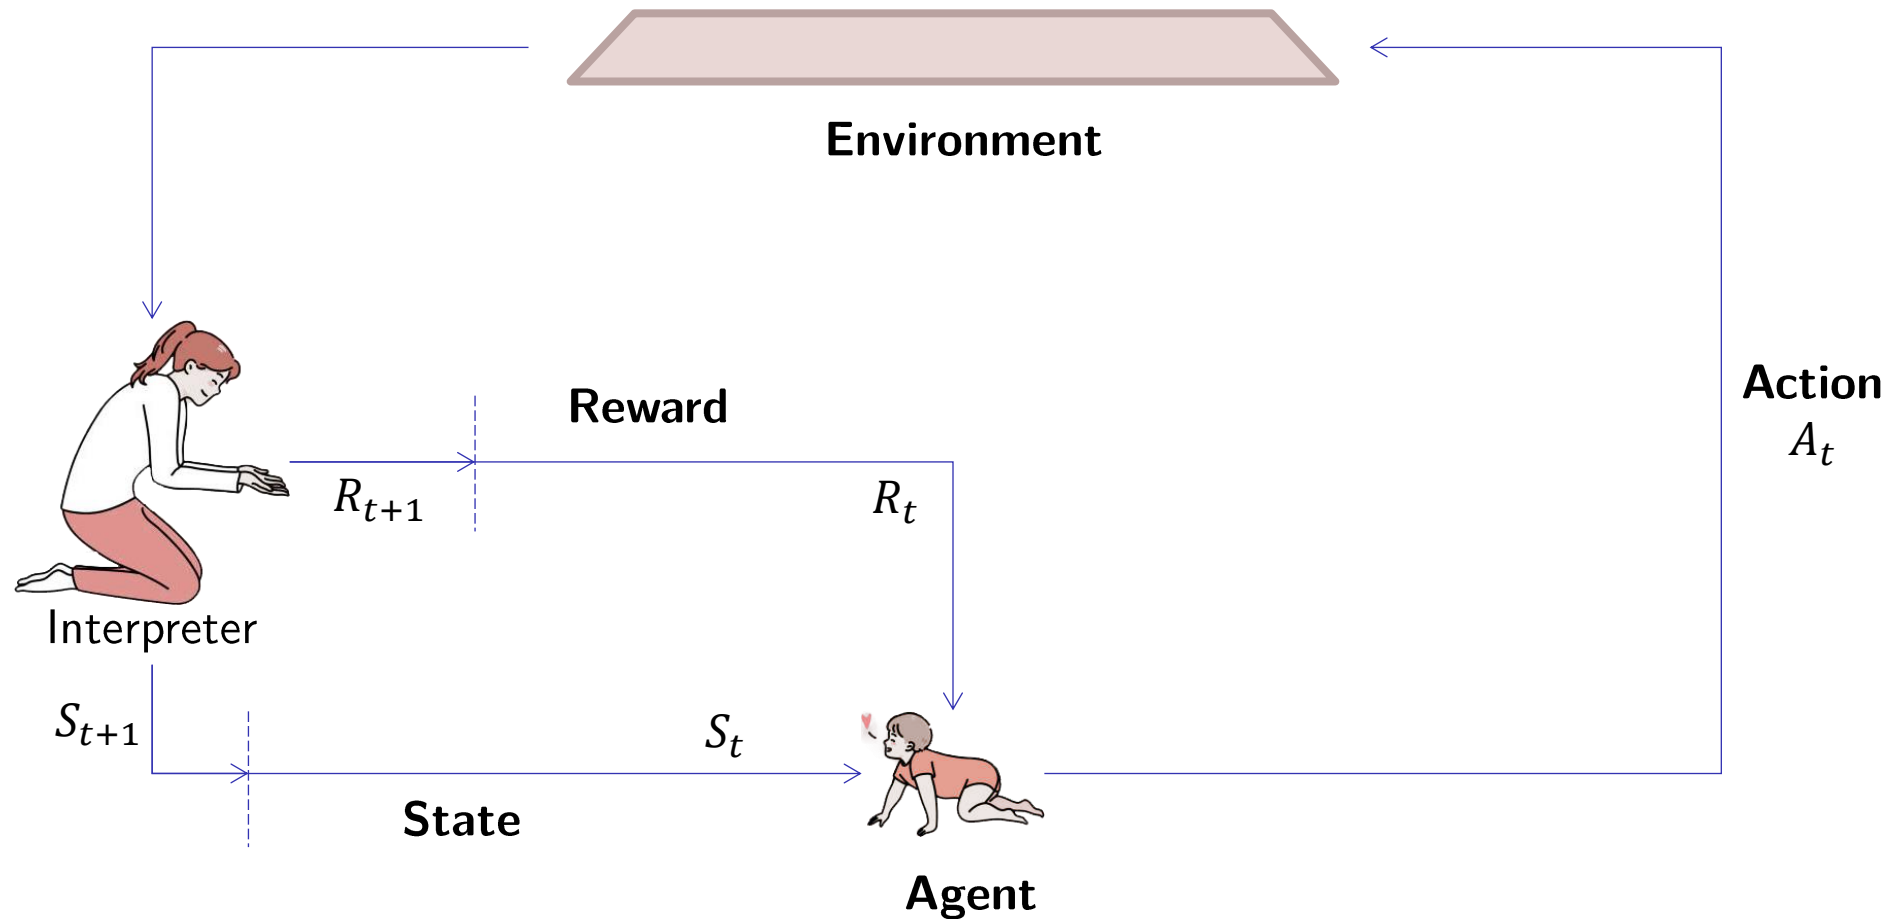 Environment
Action
A_t
Reward
R_{t+1}
R_t
Interpreter
S_{t+1}
S_t
State
Agent